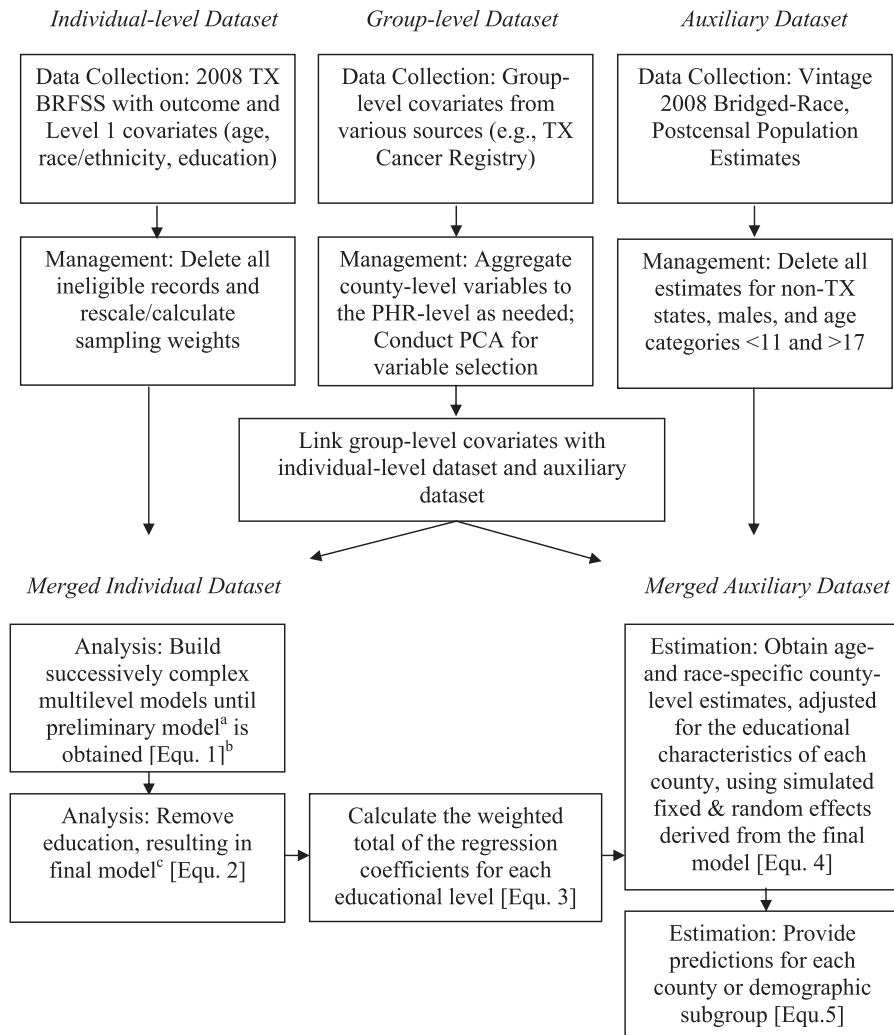 Individual-level Dataset
Group-level Dataset
Auxiliary Dataset
Data Collection: 2008 TX
BRFSS with outcome and
Level 1 covariates (age,
race/ethnicity, education)
Data Collection: Group-
level covariates from
various sources (e.g., TX
Cancer Registry)
Data Collection: Vintage
2008 Bridged-Race,
Postcensal Population
Estimates
Management: Delete all
ineligible records and
rescale/calculate
sampling weights
Management: Aggregate
county-level variables to
the PHR-level as needed;
Conduct PCA for
variable selection
Management: Delete all
estimates for non-TX
states, males, and age
categories <11 and >17
Link group-level covariates with
individual-level dataset and auxiliary
dataset
Merged Individual Dataset
Merged Auxiliary Dataset
Analysis: Build
successively complex
multilevel models until
preliminary modelᵃ is
obtained [Equ. 1]ᵇ
Analysis: Remove
education, resulting in
final modelᶜ [Equ. 2]
Calculate the weighted
total of the regression
coefficients for each
educational level [Equ. 3]
Estimation: Obtain age-
and race-specific county-
level estimates, adjusted
for the educational
characteristics of each
county, using simulated
fixed & random effects
derived from the final
model [Equ. 4]
Estimation: Provide
predictions for each
county or demographic
subgroup [Equ.5]